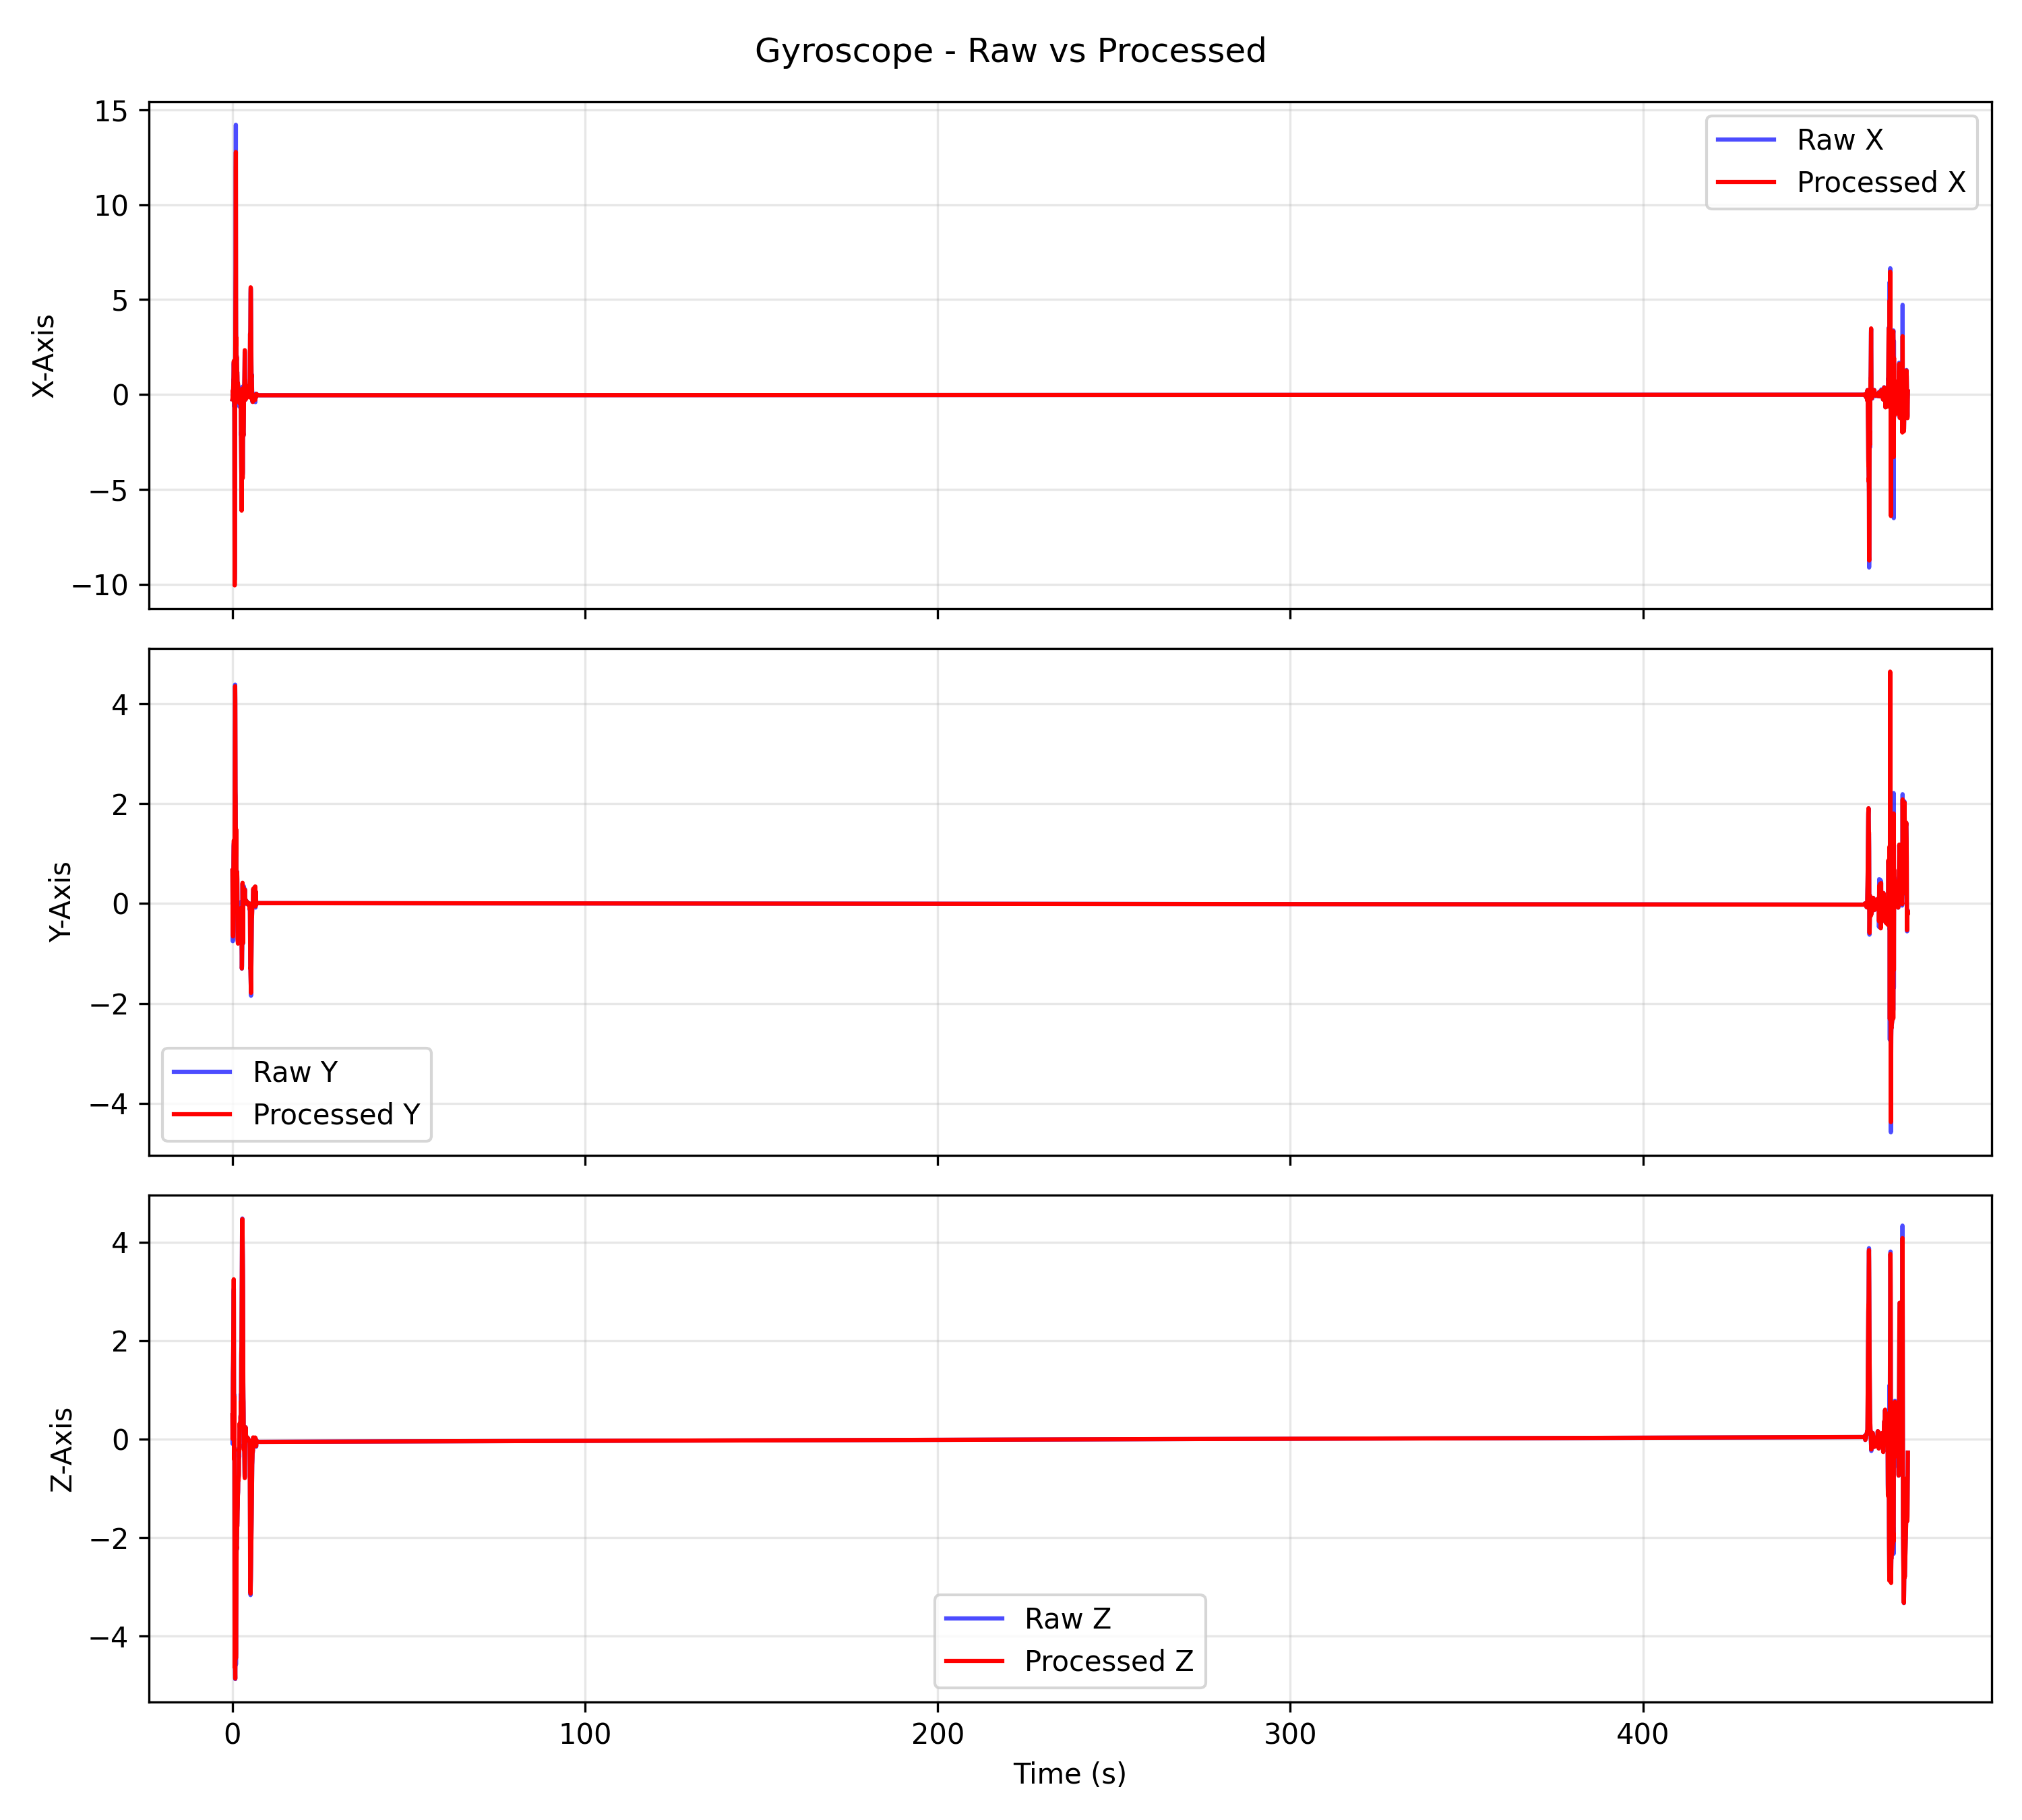 Gyroscope - Raw vs Processed
15
10
5
0
−5
−10
X-Axis
Raw X
Processed X
4
2
0
−2
−4
Y-Axis
Raw Y
Processed Y
4
2
0
−2
−4
Z-Axis
Raw Z
Processed Z
0 100 200 300 400
Time (s)